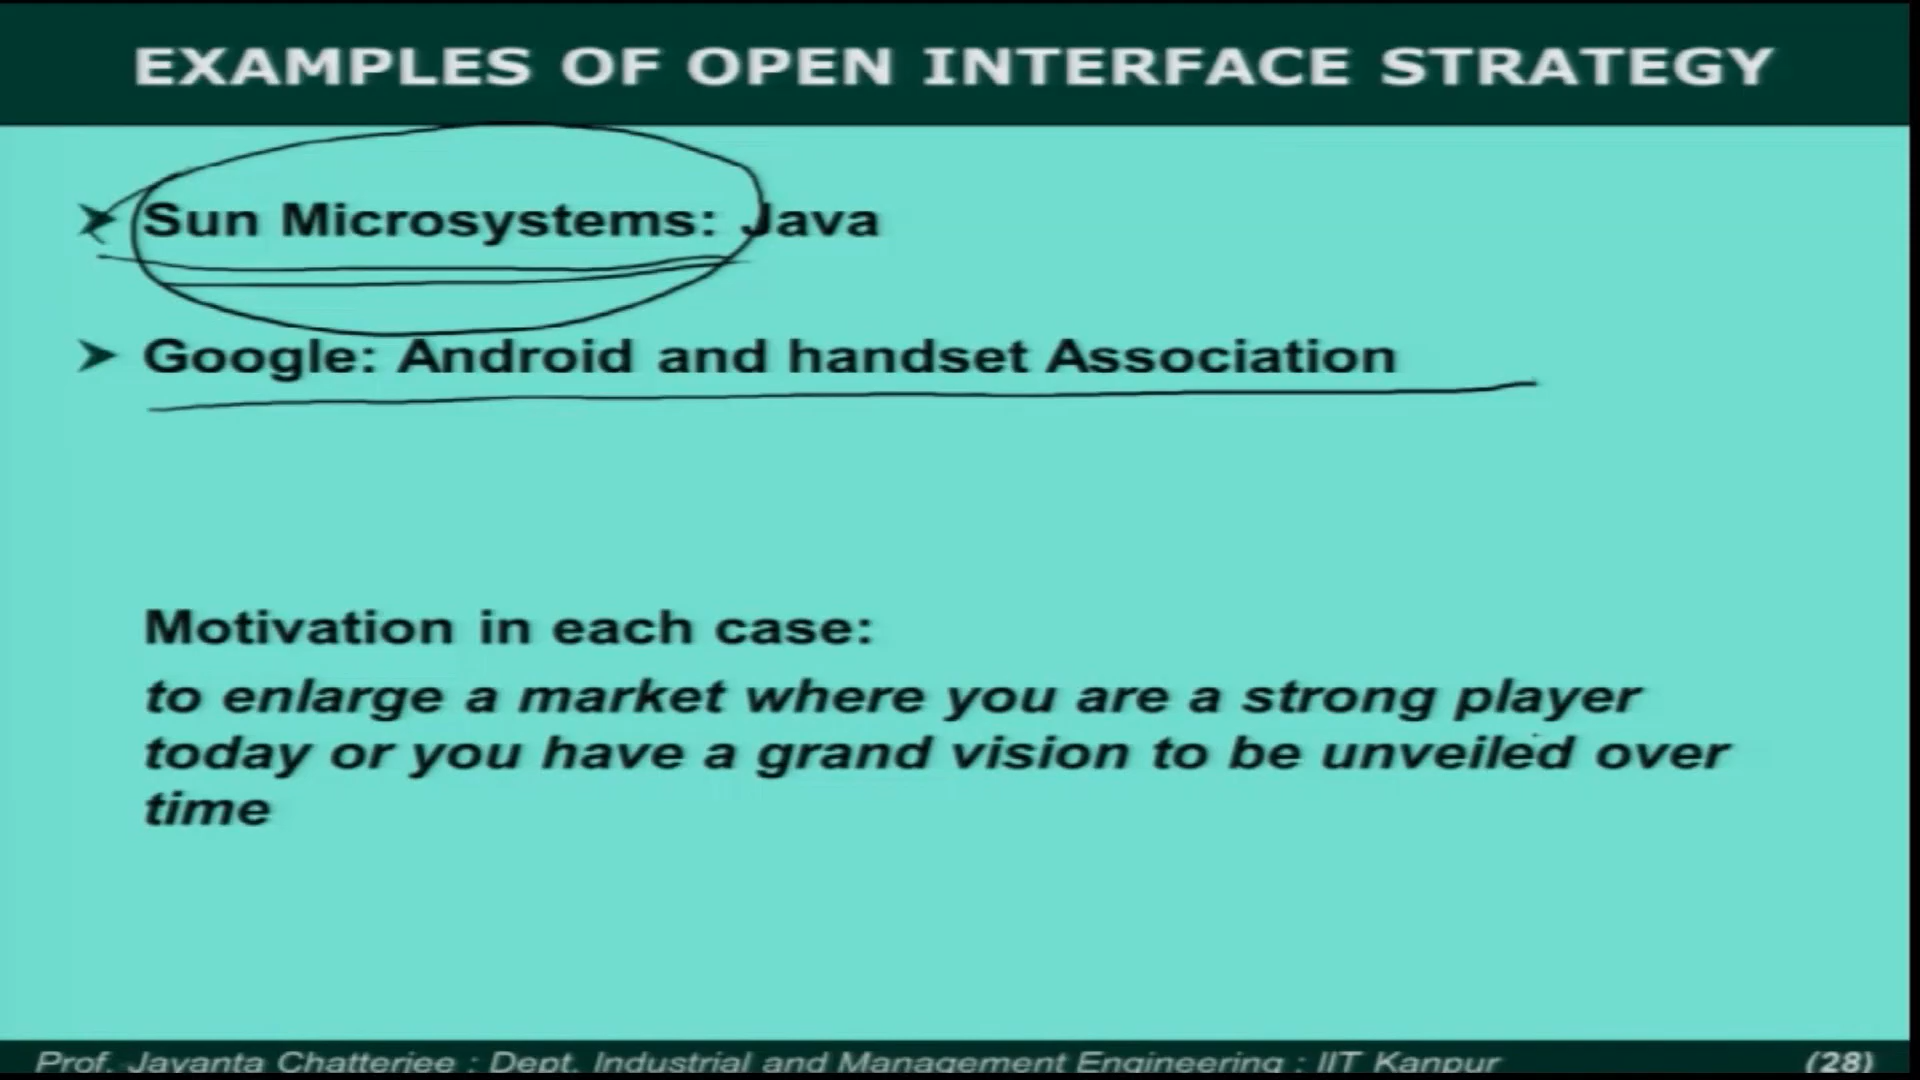 EXAMPLES OF OPEN INTERFACE STRATEGY
Sun Microsystems: Java
Google: Android and handset Association
Motivation in each case:
to enlarge a market where you are a strong player
today or you have a grand vision to be unveiled over
time
Prof. Jayanta Chatterjee : Dept. Industrial and Management Engineering : IIT Kanpur (28)